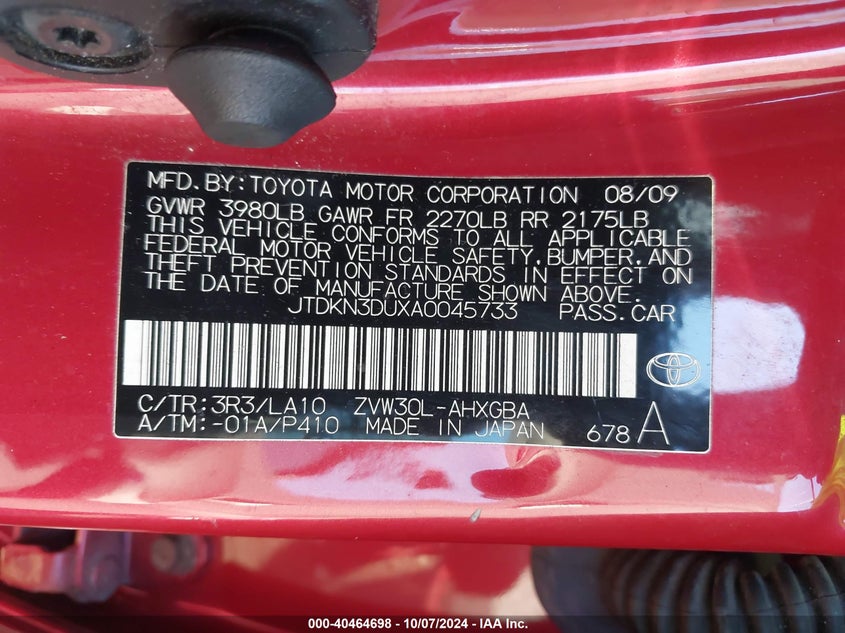 MFD.BY:TOYOTA MOTOR CORPORATION 08/09
GVWR 3980LB GAWR FR 2270LB RR 2175LB
THIS VEHICLE CONFORMS TO ALL APPLICABLE
FEDERAL MOTOR VEHICLE SAFETY,BUMPER,AND
THEFT PREVENTION STANDARDS IN EFFECT ON
THE DATE OF MANUFACTURE SHOWN ABOVE.
JTDKN3DUXA0045733 PASS.CAR
C/TR:3R3/LA10 ZVW30L-AHXGBA
A/TM:-01A/P410 MADE IN JAPAN 678 A
000-40464698 - 10/07/2024 - IAA Inc.